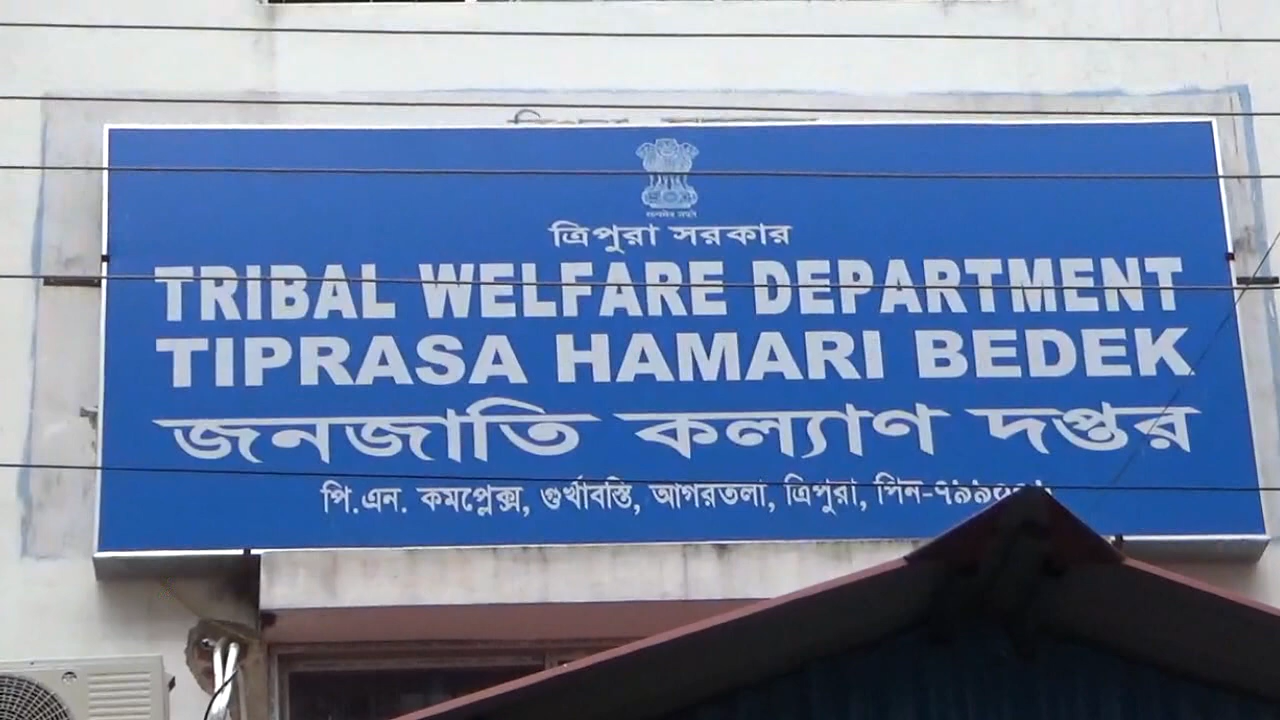 ত্রিপুরা সরকার
TRIBAL WELFARE DEPARTMENT
TIPRASA HAMARI BEDEK
জনজাতি কল্যাণ দপ্তর
পি.এন. কমপ্লেক্স, গুর্খাবস্তি, আগরতলা, ত্রিপুরা,